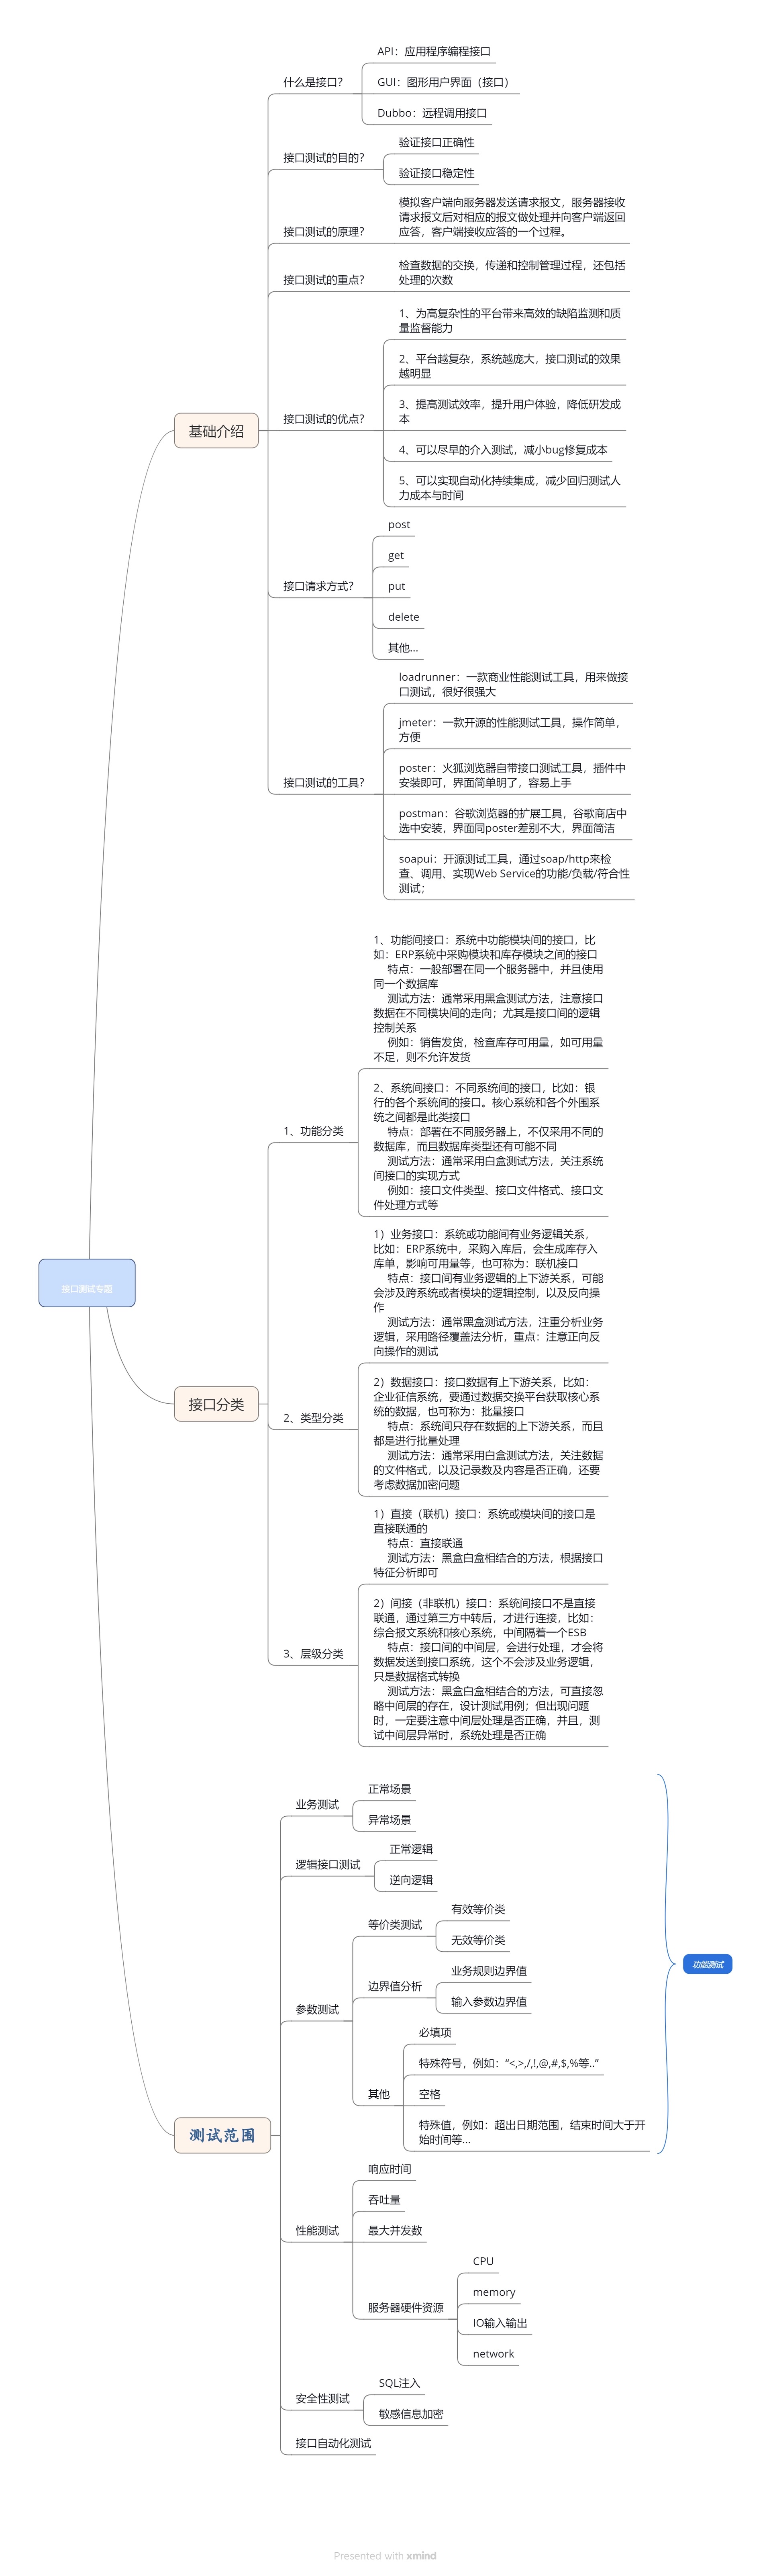 API：应用程序编程接口
什么是接口？
GUI：图形用户界面（接口）
Dubbo：远程调用接口
验证接口正确性
接口测试的目的？
验证接口稳定性
模拟客户端向服务器发送请求报文，服务器接收
请求报文后对相应的报文做处理并向客户端返回
应答，客户端接收应答的一个过程。
接口测试的原理？
检查数据的交换，传递和控制管理过程，还包括
处理的次数
接口测试的重点？
1、为高复杂性的平台带来高效的缺陷监测和质
量监督能力
2、平台越复杂，系统越庞大，接口测试的效果
越明显
3、提高测试效率，提升用户体验，降低研发成
本
接口测试的优点？
基础介绍
4、可以尽早的介入测试，减小bug修复成本
5、可以实现自动化持续集成，减少回归测试人
力成本与时间
post
get
接口请求方式？
put
delete
其他...
loadrunner：一款商业性能测试工具，用来做接
口测试，很好很强大
jmeter：一款开源的性能测试工具，操作简单，
方便
poster：火狐浏览器自带接口测试工具，插件中
安装即可，界面简单明了，容易上手
接口测试的工具？
postman：谷歌浏览器的扩展工具，谷歌商店中
选中安装，界面同poster差别不大，界面简洁
soapui：开源测试工具，通过soap/http来检
查、调用、实现Web Service的功能/负载/符合性
测试；
1、功能间接口：系统中功能模块间的接口，比
如：ERP系统中采购模块和库存模块之间的接口
特点：一般部署在同一个服务器中，并且使用
同一个数据库
测试方法：通常采用黑盒测试方法，注意接口
数据在不同模块间的走向；尤其是接口间的逻辑
控制关系
例如：销售发货，检查库存可用量，如可用量
不足，则不允许发货
2、系统间接口：不同系统间的接口，比如：银
行的各个系统间的接口。核心系统和各个外围系
统之间都是此类接口
1、功能分类
特点：部署在不同服务器上，不仅采用不同的
数据库，而且数据库类型还有可能不同
测试方法：通常采用白盒测试方法，关注系统
间接口的实现方式
例如：接口文件类型、接口文件格式、接口文
件处理方式等
1）业务接口：系统或功能间有业务逻辑关系，
比如：ERP系统中，采购入库后，会生成库存入
库单，影响可用量等，也可称为：联机接口
特点：接口间有业务逻辑的上下游关系，可能
会涉及跨系统或者模块的逻辑控制，以及反向操
作
接口测试专题
测试方法：通常黑盒测试方法，注重分析业务
逻辑，采用路径覆盖法分析，重点：注意正向反
向操作的测试
2）数据接口：接口数据有上下游关系，比如：
企业征信系统，要通过数据交换平台获取核心系
统的数据，也可称为：批量接口
接口分类
2、类型分类
特点：系统间只存在数据的上下游关系，而且
都是进行批量处理
测试方法：通常采用白盒测试方法，关注数据
的文件格式，以及记录数及内容是否正确，还要
考虑数据加密问题
1）直接（联机）接口：系统或模块间的接口是
直接联通的
特点：直接联通
测试方法：黑盒白盒相结合的方法，根据接口
特征分析即可
2）间接（非联机）接口：系统间接口不是直接
联通，通过第三方中转后，才进行连接，比如：
综合报文系统和核心系统，中间隔着一个ESB
3、层级分类
特点：接口间的中间层，会进行处理，才会将
数据发送到接口系统，这个不会涉及业务逻辑，
只是数据格式转换
测试方法：黑盒白盒相结合的方法，可直接忽
略中间层的存在，设计测试用例；但出现问题
时，一定要注意中间层处理是否正确，并且，测
试中间层异常时，系统处理是否正确
正常场景
业务测试
异常场景
正常逻辑
逻辑接口测试
逆向逻辑
有效等价类
等价类测试
无效等价类
功能测试
业务规则边界值
边界值分析
输入参数边界值
参数测试
必填项
特殊符号，例如：“<,>,/,!,@,#,$,%等..”
其他
空格
特殊值，例如：超出日期范围，结束时间大于开
始时间等...
测试范围
响应时间
吞吐量
性能测试
最大并发数
CPU
memory
服务器硬件资源
IO输入输出
network
SQL注入
安全性测试
敏感信息加密
接口自动化测试
Presented with xmind